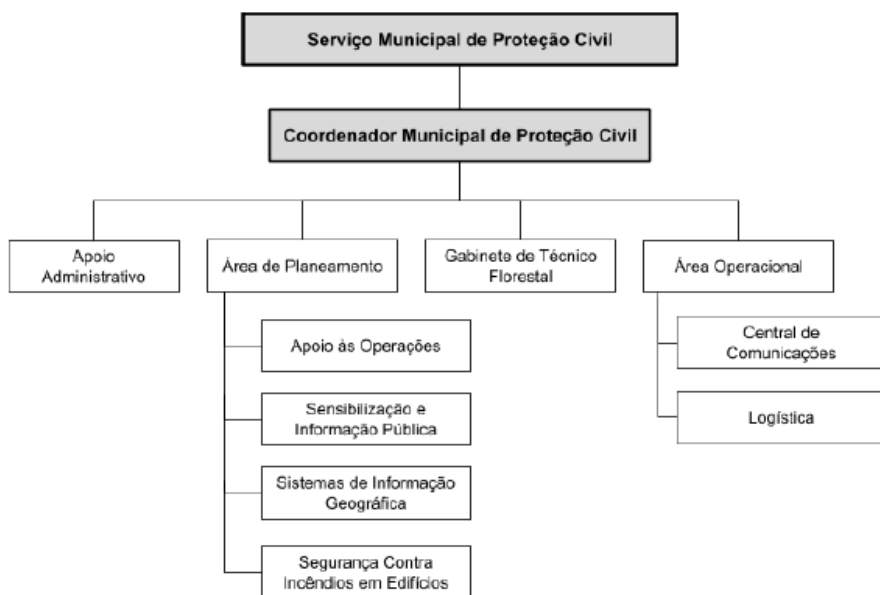 Serviço Municipal de Proteção Civil
Coordenador Municipal de Proteção Civil
Apoio
Administrativo
Área de Planeamento
Gabinete de Técnico
Florestal
Área Operacional
Apoio às Operações
Sensibilização e
Informação Pública
Sistemas de Informação
Geográfica
Segurança Contra
Incêndios em Edifícios
Central de
Comunicações
Logística